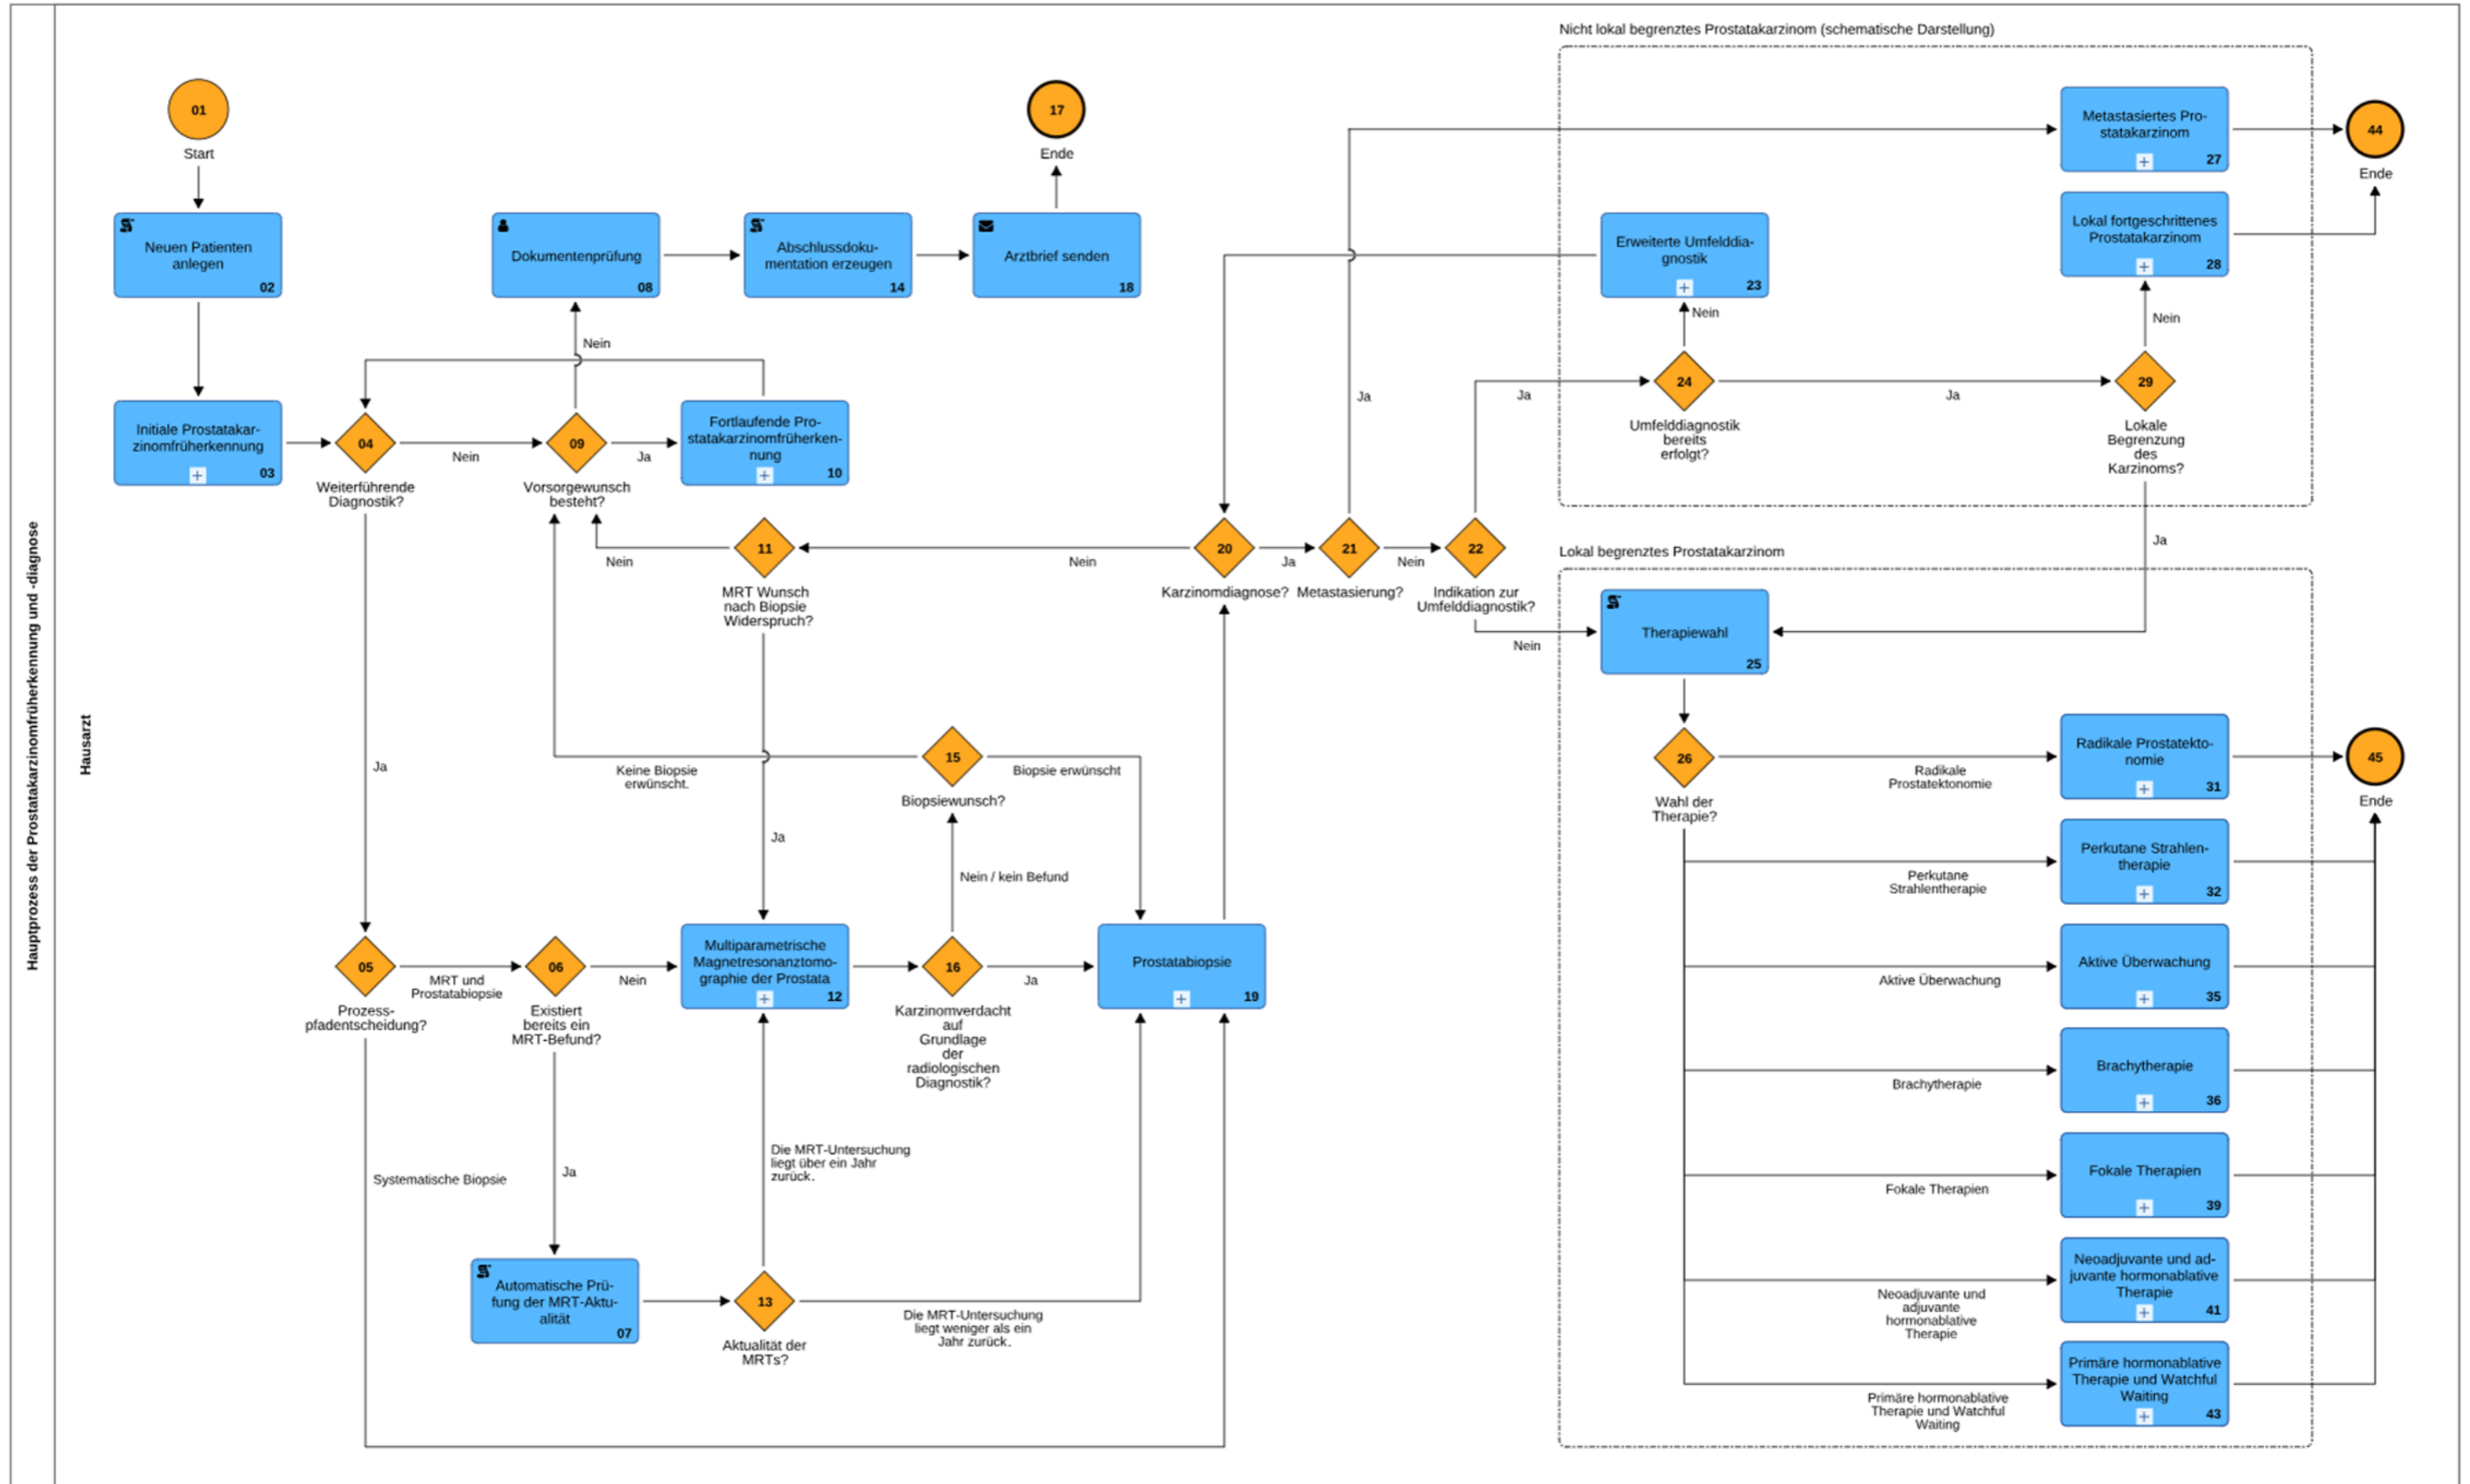 Hauptprozess der Prostatakarzinomfrüherkennung und -diagnose
Hausarzt
01
Start
Neuen Patienten
anlegen
02
Initiale Prostatakar-
zinomfrüherkennung
03
04
Weiterführende
Diagnostik?
Nein
Ja
09
Vorsorgewunsch
besteht?
Nein
Ja
Fortlaufende Pro-
statakarzinomfrüherken-
nung
10
Dokumentenprüfung
08
Abschlussdoku-
mentation erzeugen
14
Arztbrief senden
18
17
Ende
05
Prozess-
pfadentscheidung?
MRT und
Prostatabiopsie
Systematische Biopsie
06
Existiert
bereits ein
MRT-Befund?
Nein
Ja
Automatische Prü-
fung der MRT-Aktu-
alität
07
13
Aktualität der
MRTs?
Die MRT-Untersuchung
liegt über ein Jahr
zurück.
Die MRT-Untersuchung
liegt weniger als ein
Jahr zurück.
Multiparametrische
Magnetresonanztomo-
graphie der Prostata
12
16
Karzinomverdacht
auf
Grundlage
der
radiologischen
Diagnostik?
Ja
Nein / kein Befund
15
Biopsiewunsch?
Keine Biopsie
erwünscht.
Biopsie erwünscht
Prostatabiopsie
19
11
MRT Wunsch
nach Biopsie
Widerspruch?
Nein
Ja
20
Karzinomdiagnose?
Nein
Ja
21
Metastasierung?
Ja
Nein
22
Indikation zur
Umfelddiagnostik?
Ja
Nein
Nicht lokal begrenztes Prostatakarzinom (schematische Darstellung)
Metastasiertes Pro-
statakarzinom
27
44
Ende
Lokal fortgeschrittenes
Prostatakarzinom
28
Erweiterte Umfelddia-
gnostik
23
Nein
24
Umfelddiagnostik
bereits
erfolgt?
Ja
Nein
29
Lokale
Begrenzung
des
Karzinoms?
Ja
Lokal begrenztes Prostatakarzinom
Therapiewahl
25
26
Wahl der
Therapie?
Radikale
Prostatektonomie
Radikale Prostatekto-
nomie
31
45
Ende
Perkutane
Strahlentherapie
Perkutane Strahlen-
therapie
32
Aktive Überwachung
Aktive Überwachung
35
Brachytherapie
Brachytherapie
36
Fokale Therapien
Fokale Therapien
39
Neoadjuvante und
adjuvante
hormonablative
Therapie
Neoadjuvante und ad-
juvante hormonablative
Therapie
41
Primäre hormonablative
Therapie und Watchful
Waiting
Primäre hormonablative
Therapie und Watchful
Waiting
43